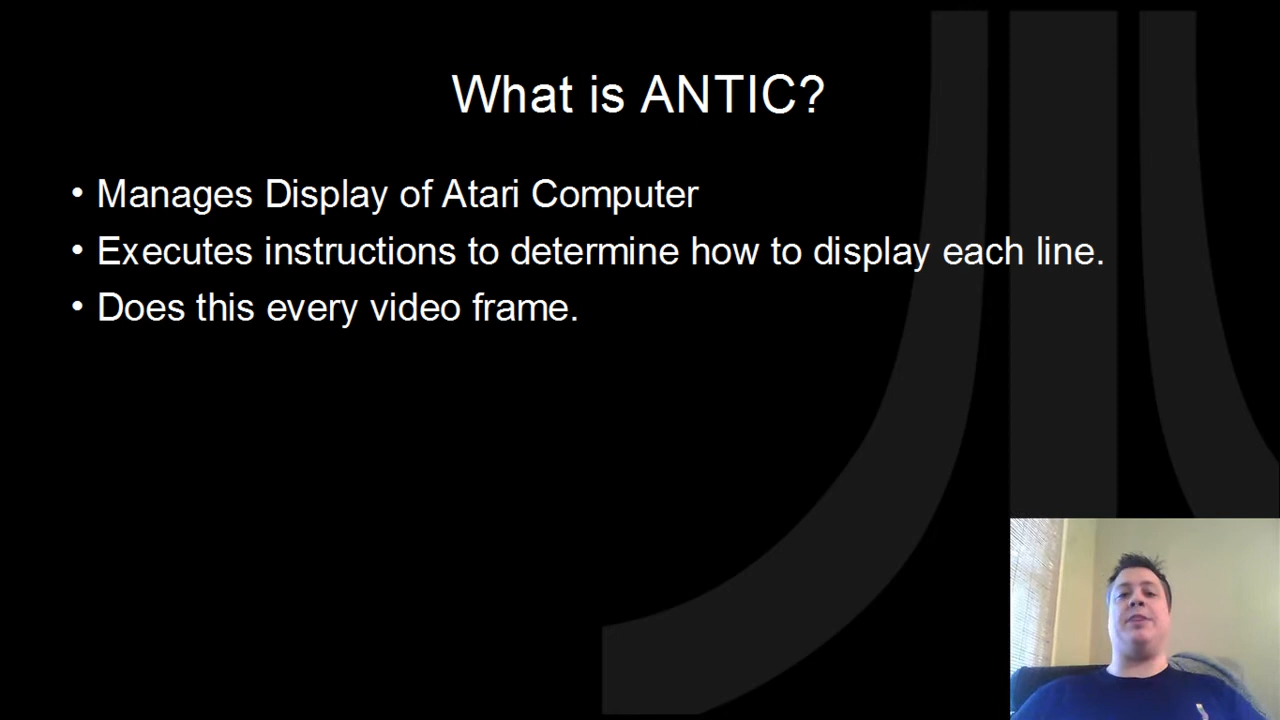 What is ANTIC?
• Manages Display of Atari Computer
• Executes instructions to determine how to display each line.
• Does this every video frame.